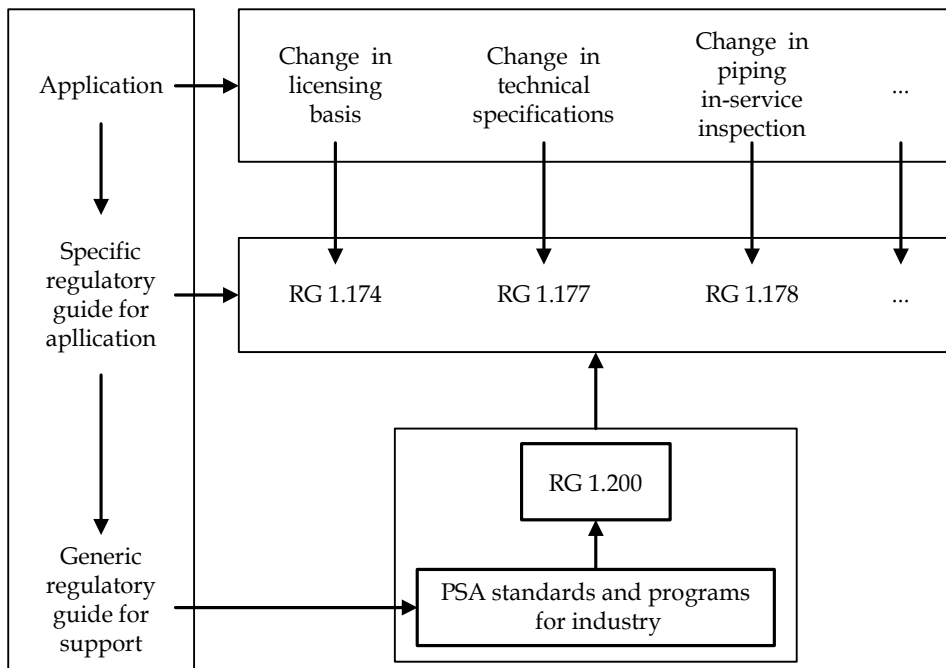 Application
Change in
licensing
basis
Change in
technical
specifications
Change in
piping
in-service
inspection
...
Specific
regulatory
guide for
apllication
RG 1.174
RG 1.177
RG 1.178
...
RG 1.200
Generic
regulatory
guide for
support
PSA standards and programs
for industry